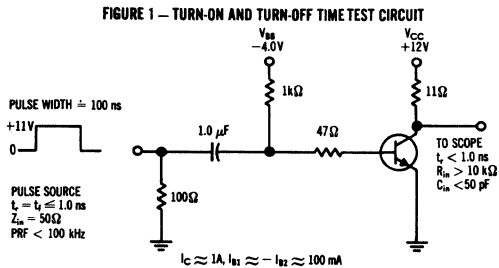 FIGURE 1 — TURN-ON AND TURN-OFF TIME TEST CIRCUIT
VBB
−4.0V
VCC
+12V
1kΩ
11Ω
PULSE WIDTH ≐ 100 ns
+11V
0
1.0 μF
47Ω
100Ω
TO SCOPE
tr < 1.0 ns
Rin > 10 kΩ
Cin < 50 pF
PULSE SOURCE
tr = tf ≤ 1.0 ns
Zin = 50Ω
PRF < 100 kHz
IC ≈ 1A, IB1 ≈ − IB2 ≈ 100 mA